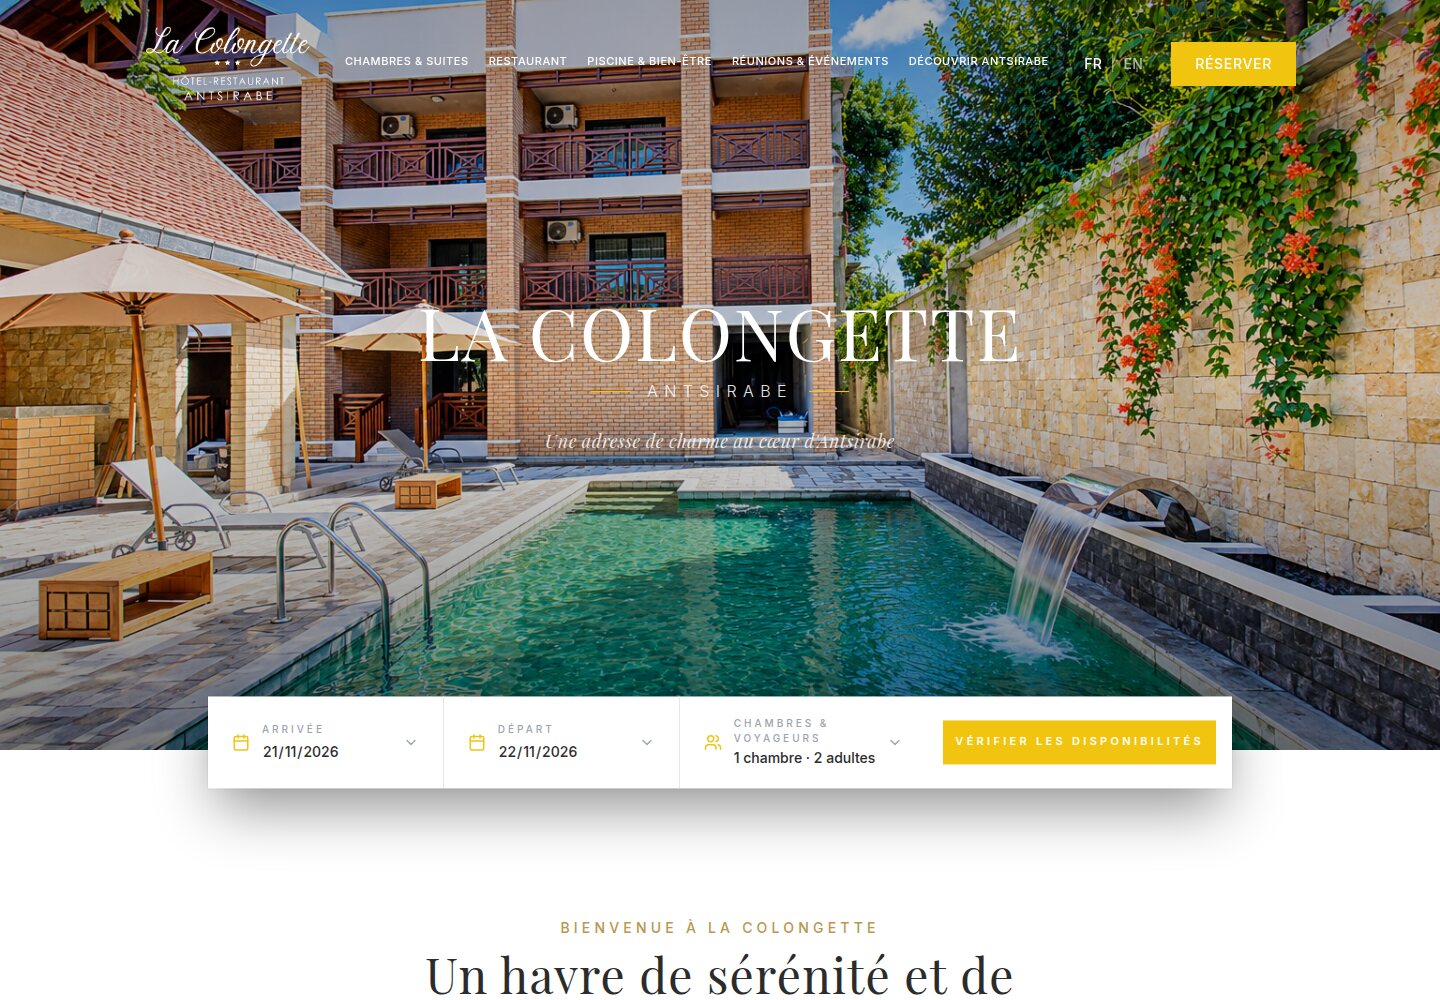 La Colongette
HÔTEL-RESTAURANT
ANTSIRABE
CHAMBRES & SUITES RESTAURANT PISCINE & BIEN-ÊTRE RÉUNIONS & ÉVÉNEMENTS DÉCOUVRIR ANTSIRABE FR / EN RÉSERVER
LA COLONGETTE
ANTSIRABE
Une adresse de charme au cœur d'Antsirabe
ARRIVÉE
21/11/2026
DÉPART
22/11/2026
CHAMBRES &
VOYAGEURS
1 chambre · 2 adultes
VÉRIFIER LES DISPONIBILITÉS
BIENVENUE À LA COLONGETTE
Un havre de sérénité et de